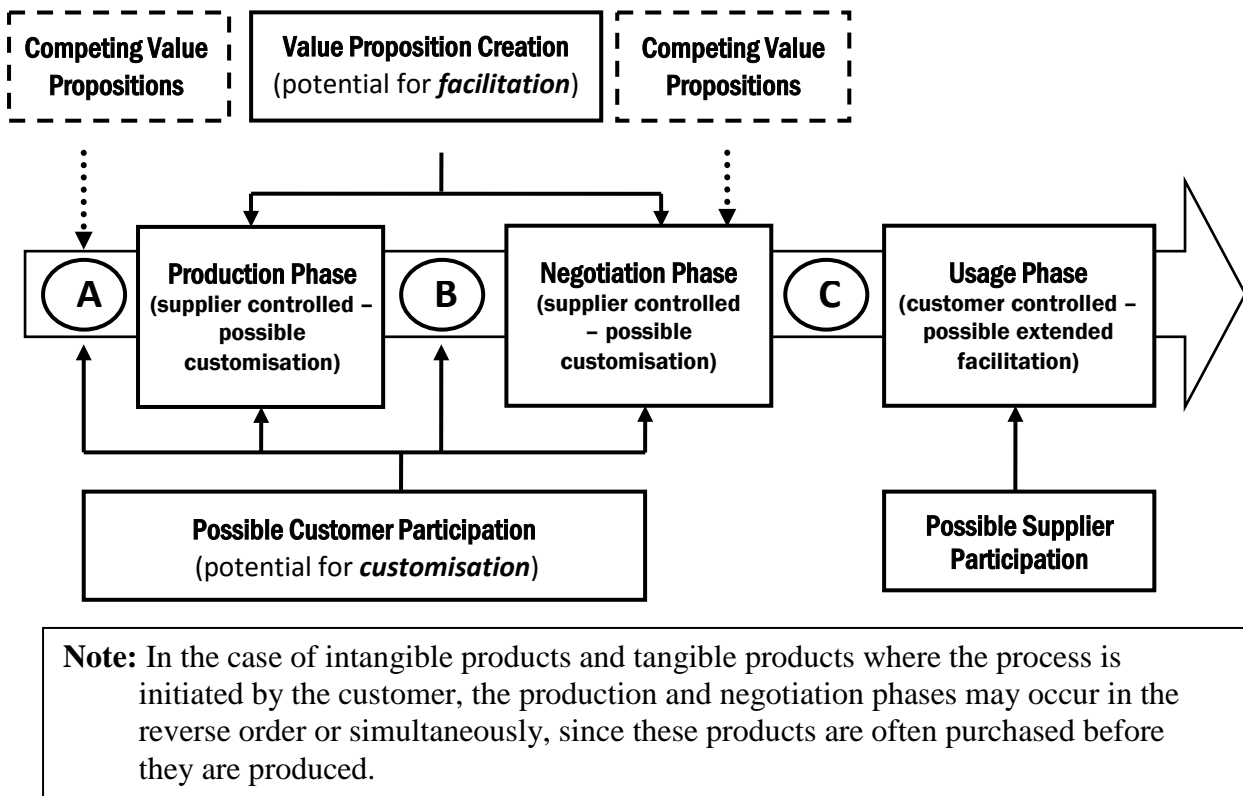 Competing Value
Propositions
Value Proposition Creation
(potential for facilitation)
Competing Value
Propositions
A
Production Phase
(supplier controlled –
possible
customisation)
B
Negotiation Phase
(supplier controlled
– possible
customisation)
C
Usage Phase
(customer controlled –
possible extended
facilitation)
Possible Customer Participation
(potential for customisation)
Possible Supplier
Participation
Note: In the case of intangible products and tangible products where the process is
initiated by the customer, the production and negotiation phases may occur in the
reverse order or simultaneously, since these products are often purchased before
they are produced.